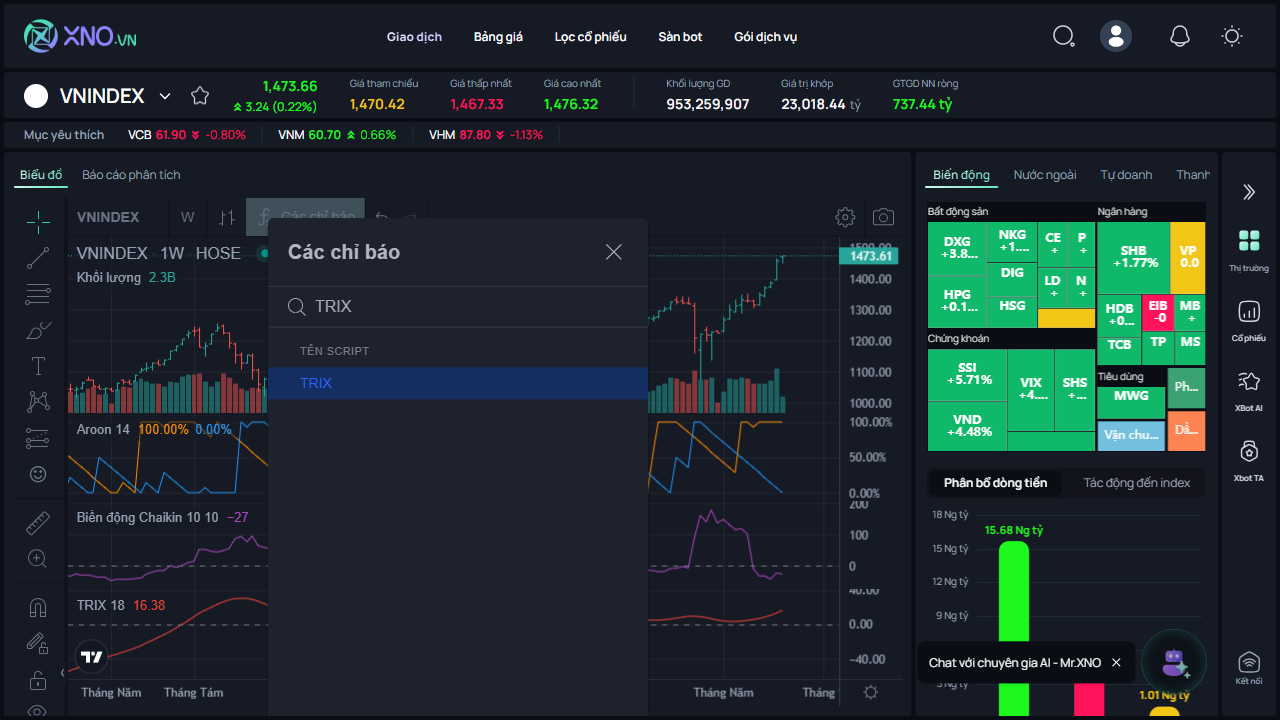 XNO.VN
Giao dịch
Bảng giá
Lọc cổ phiếu
Sàn bot
Gói dịch vụ
VNINDEX
1,473.66
3.24 (0.22%)
Giá tham chiếu
1,470.42
Giá thấp nhất
1,467.33
Giá cao nhất
1,476.32
Khối lượng GD
953,259,907
Giá trị khớp
23,018.44 tỷ
GTGD NN ròng
737.44 tỷ
Mục yêu thích
VCB 61.90 -0.80%
VNM 60.70 0.66%
VHM 87.80 -1.13%
Biểu đồ
Báo cáo phân tích
VNINDEX
W
Các chỉ báo
VNINDEX 1W HOSE
Khối lượng 2.3B
Các chỉ báo
TRIX
TÊN SCRIPT
TRIX
Aroon 14 100.00% 0.00%
Biến động Chaikin 10 10 −27
TRIX 18 16.38
1500.00
1473.61
1400.00
1300.00
1200.00
1100.00
1000.00
100.00%
50.00%
0.00%
200
100
0
40.00
0.00
−40.00
Tháng Năm
Tháng Tám
Tháng Năm
Tháng
Biến động
Nước ngoài
Tự doanh
Thanh
Bất động sản
DXG
+3.8...
NKG
+1....
CE
+
P
+
HPG
+0.1...
DIG
HSG
LD
+
N
+
Ngân hàng
SHB
+1.77%
VP
0.0
HDB
+0...
EIB
-0
MB
+
TCB
TP
MS
Chứng khoán
SSI
+5.71%
VND
+4.48%
VIX
+4....
SHS
+...
Tiêu dùng
MWG
Ph...
Vận chu...
Dầ...
Phân bổ dòng tiền
Tác động đến index
18 Ng tỷ
15 Ng tỷ
12 Ng tỷ
9 Ng tỷ
3 Ng tỷ
15.68 Ng tỷ
1.01 Ng tỷ
Chat với chuyên gia AI - Mr.XNO
Thị trường
Cổ phiếu
XBot AI
Xbot TA
Kết nối